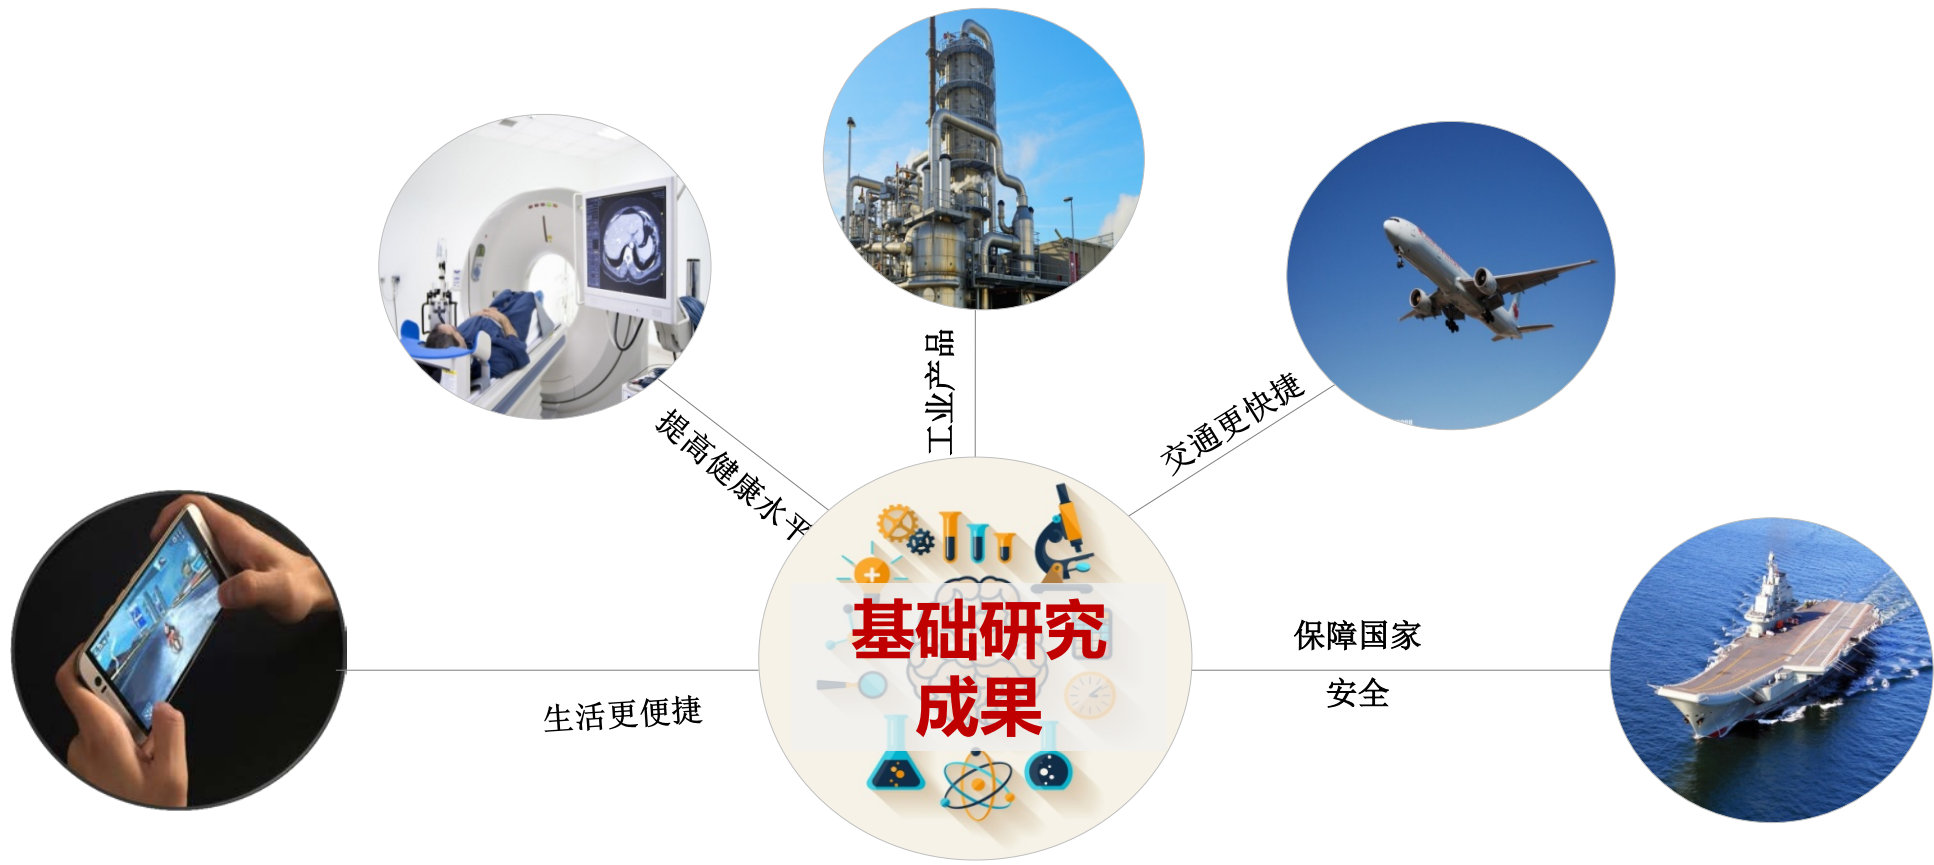 工业产品
提高健康水平
交通更快捷
基础研究
成果
保障国家
安全
生活更便捷